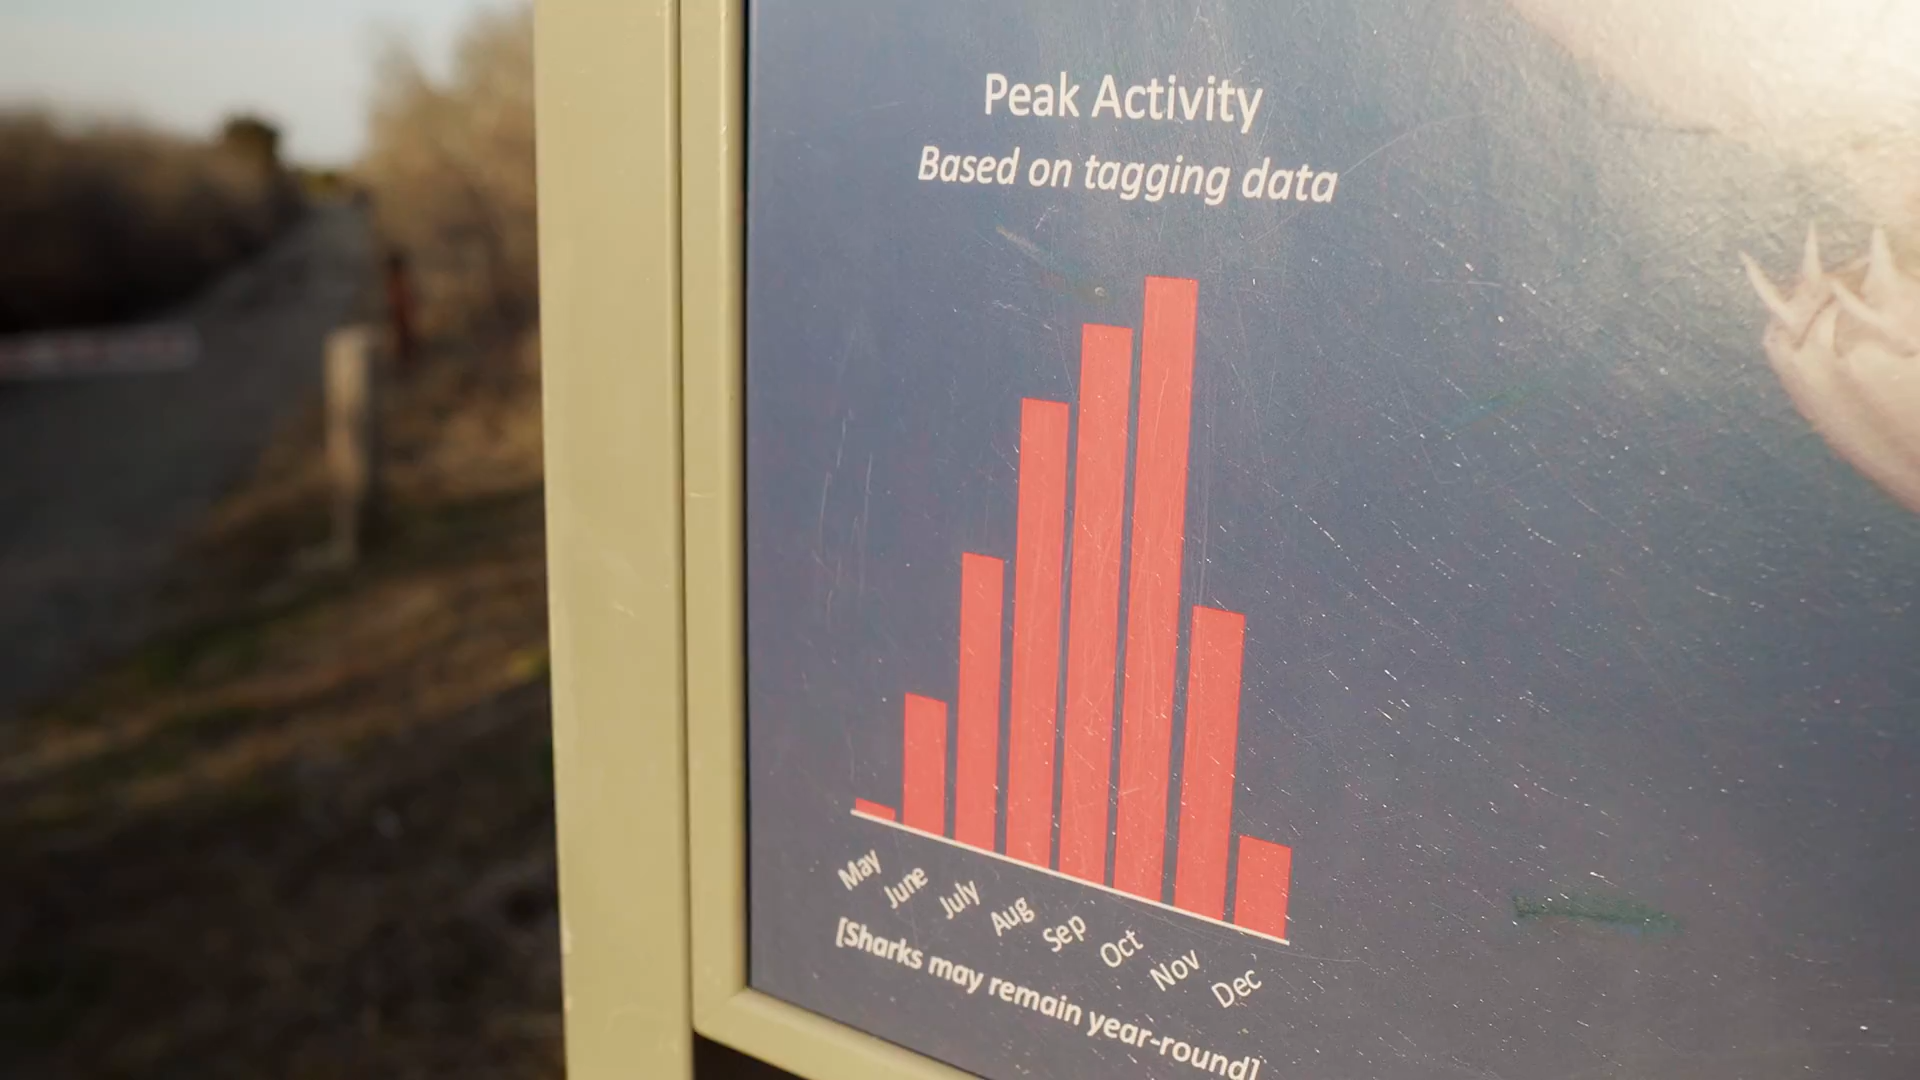 Peak Activity
Based on tagging data
May June July Aug Sep Oct Nov Dec
[Sharks may remain year-round]